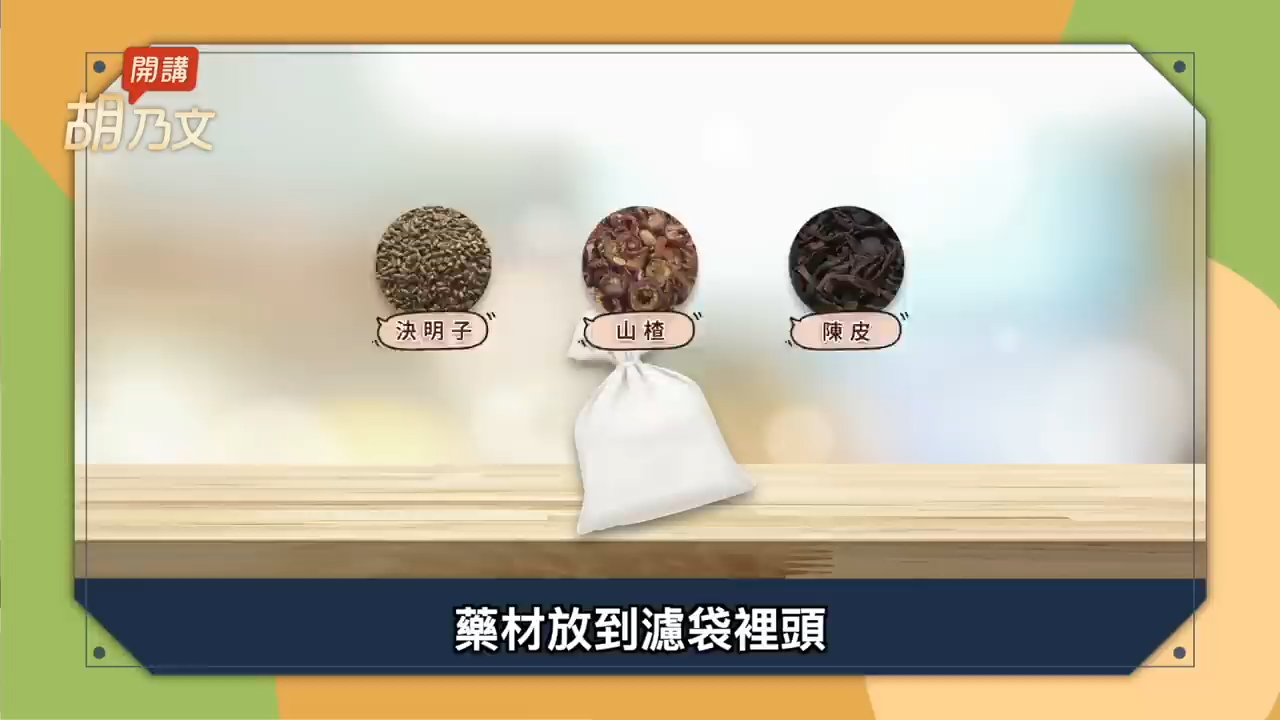 開講
胡乃文
決明子
山楂
陳皮
藥材放到濾袋裡頭